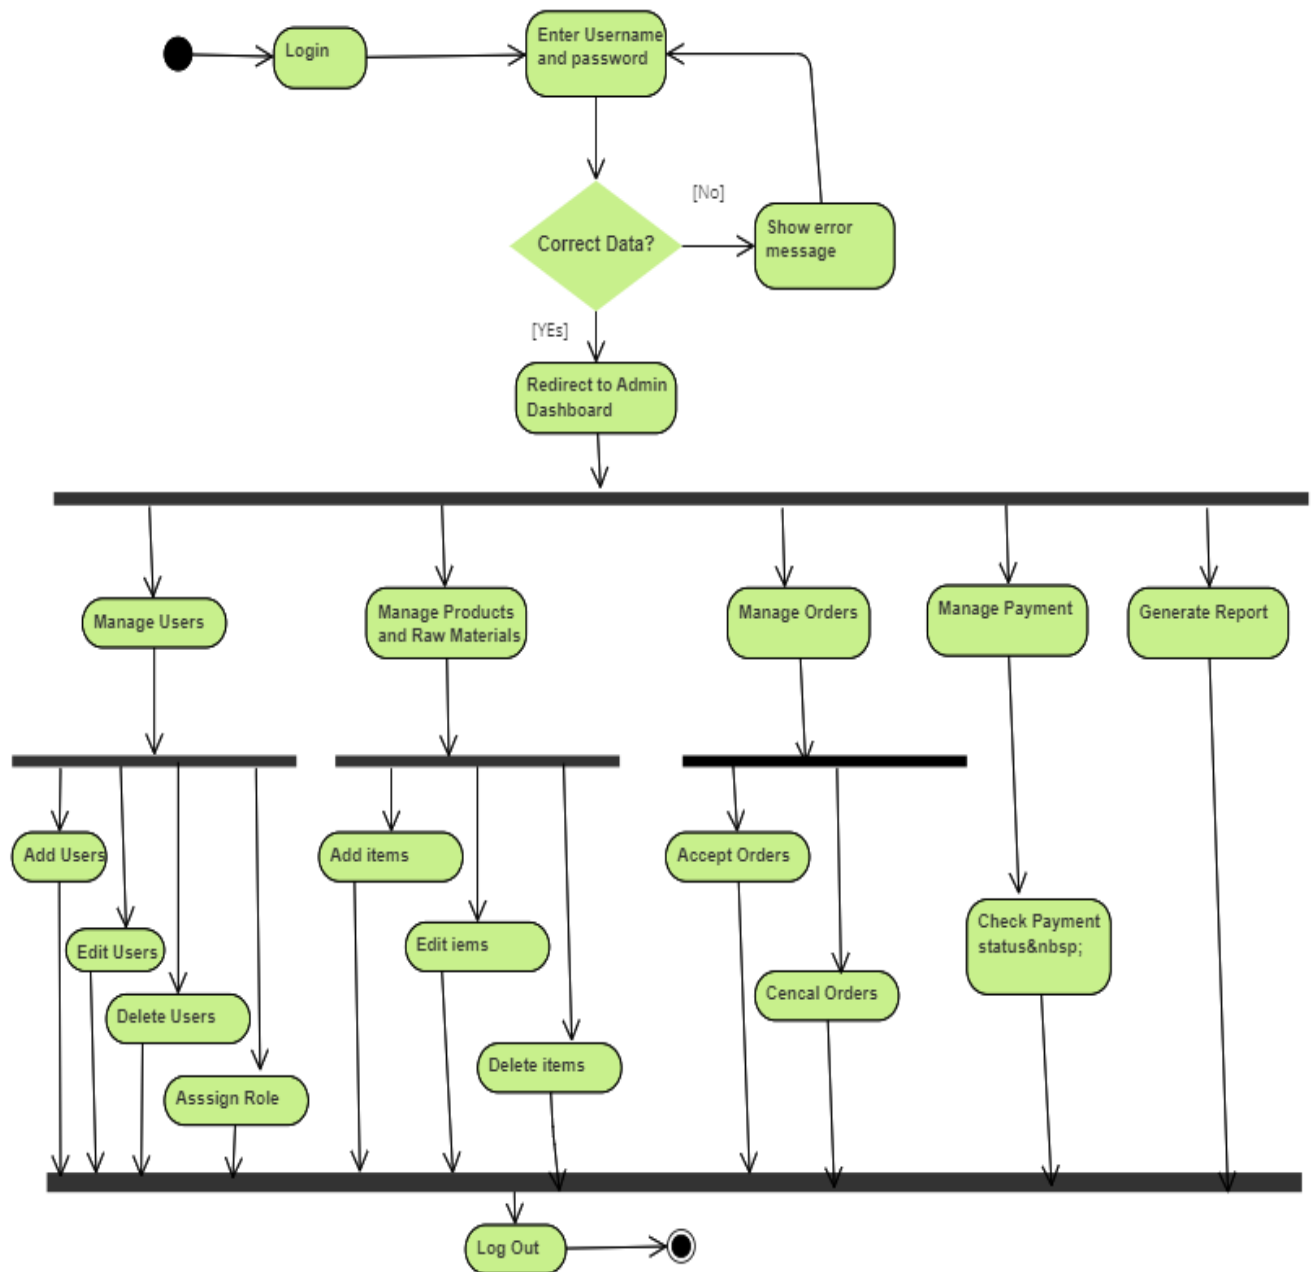 Login
Enter Username
and password
[No]
Correct Data?
Show error
message
[YEs]
Redirect to Admin
Dashboard
Manage Users
Manage Products
and Raw Materials
Manage Orders
Manage Payment
Generate Report
Add Users
Edit Users
Delete Users
Asssign Role
Add items
Edit iems
Delete items
Accept Orders
Cencal Orders
Check Payment
status&nbsp;
Log Out